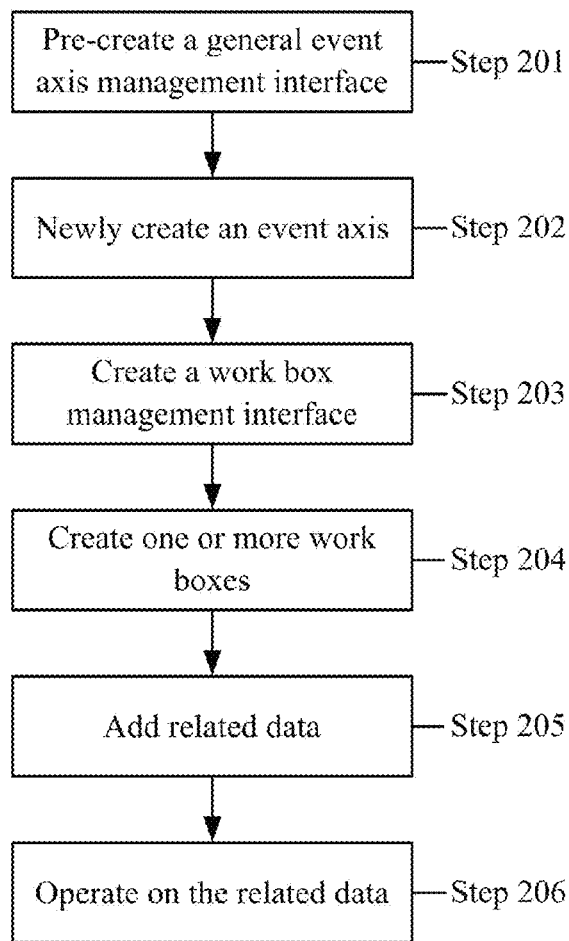 Pre-create a general event
axis management interface
Step 201
Newly create an event axis
Step 202
Create a work box
management interface
Step 203
Create one or more work
boxes
Step 204
Add related data
Step 205
Operate on the related data
Step 206